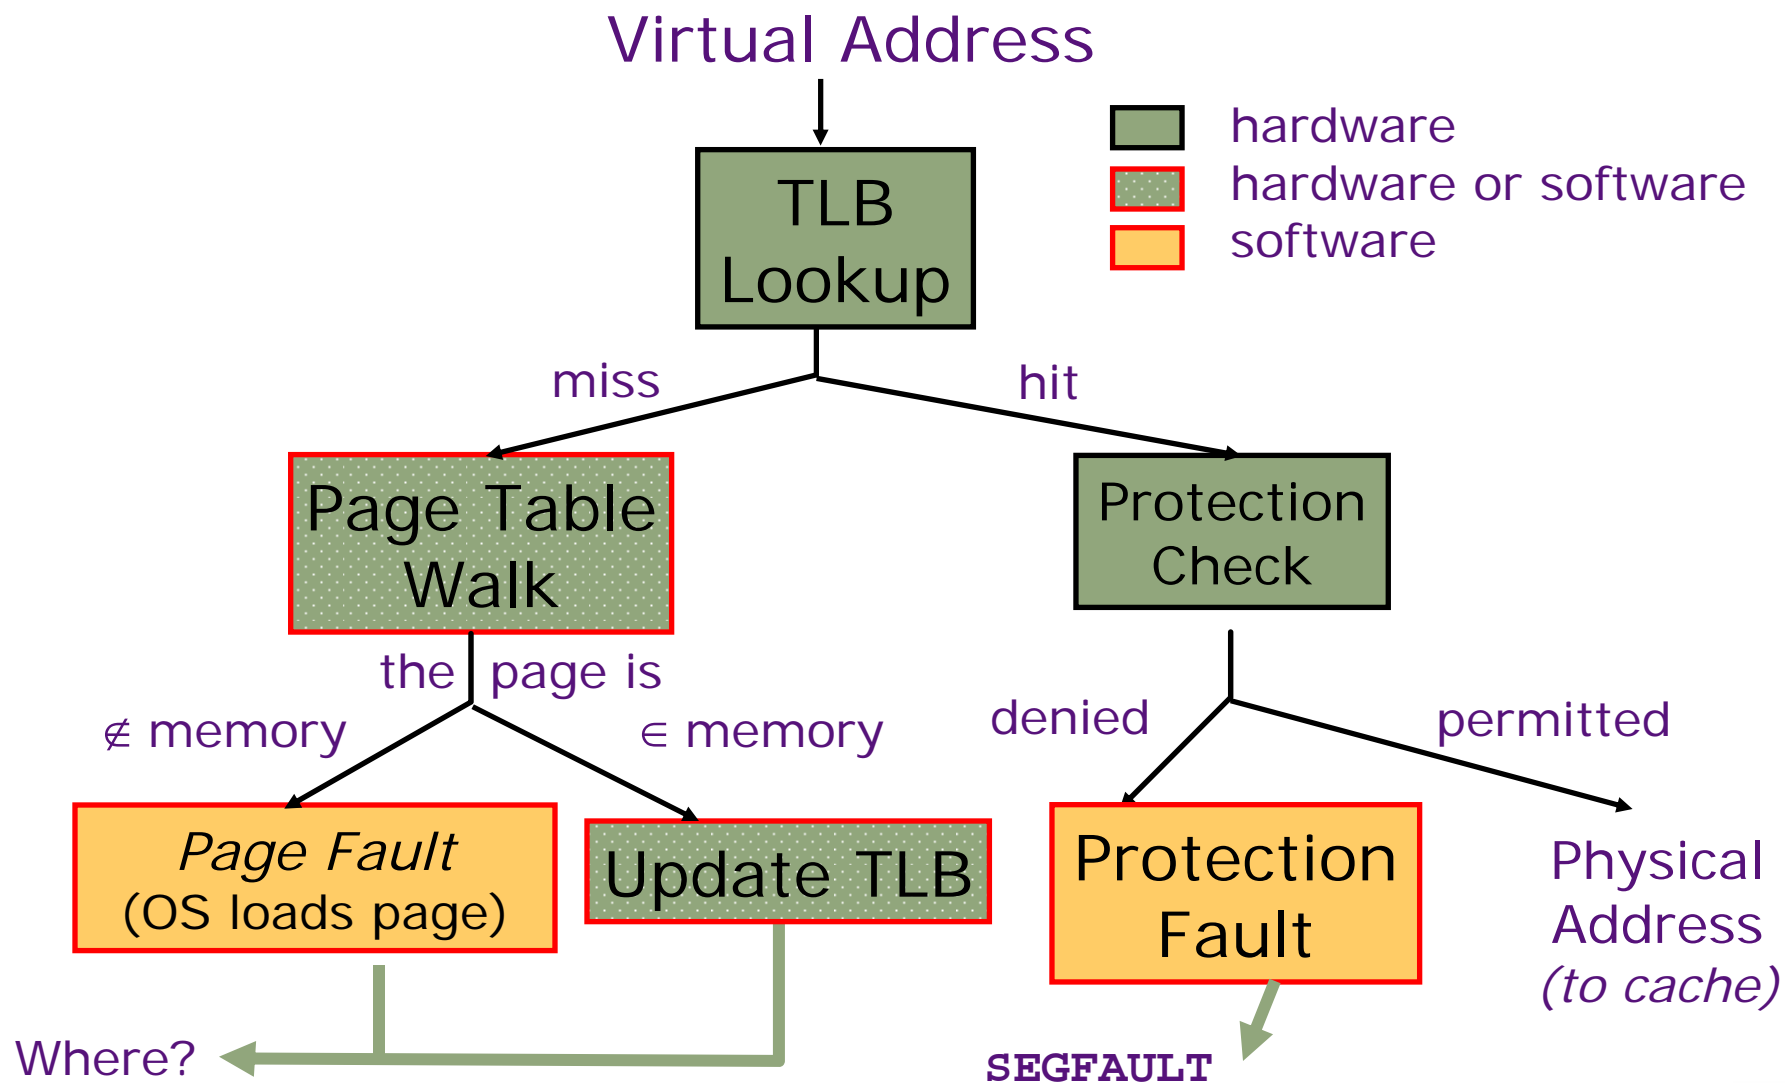 Virtual Address
hardware
hardware or software
software
TLB
Lookup
miss
hit
Page Table
Walk
Protection
Check
the page is
∉ memory
∈ memory
denied
permitted
Page Fault
(OS loads page)
Update TLB
Protection
Fault
Physical
Address
(to cache)
Where?
SEGFAULT